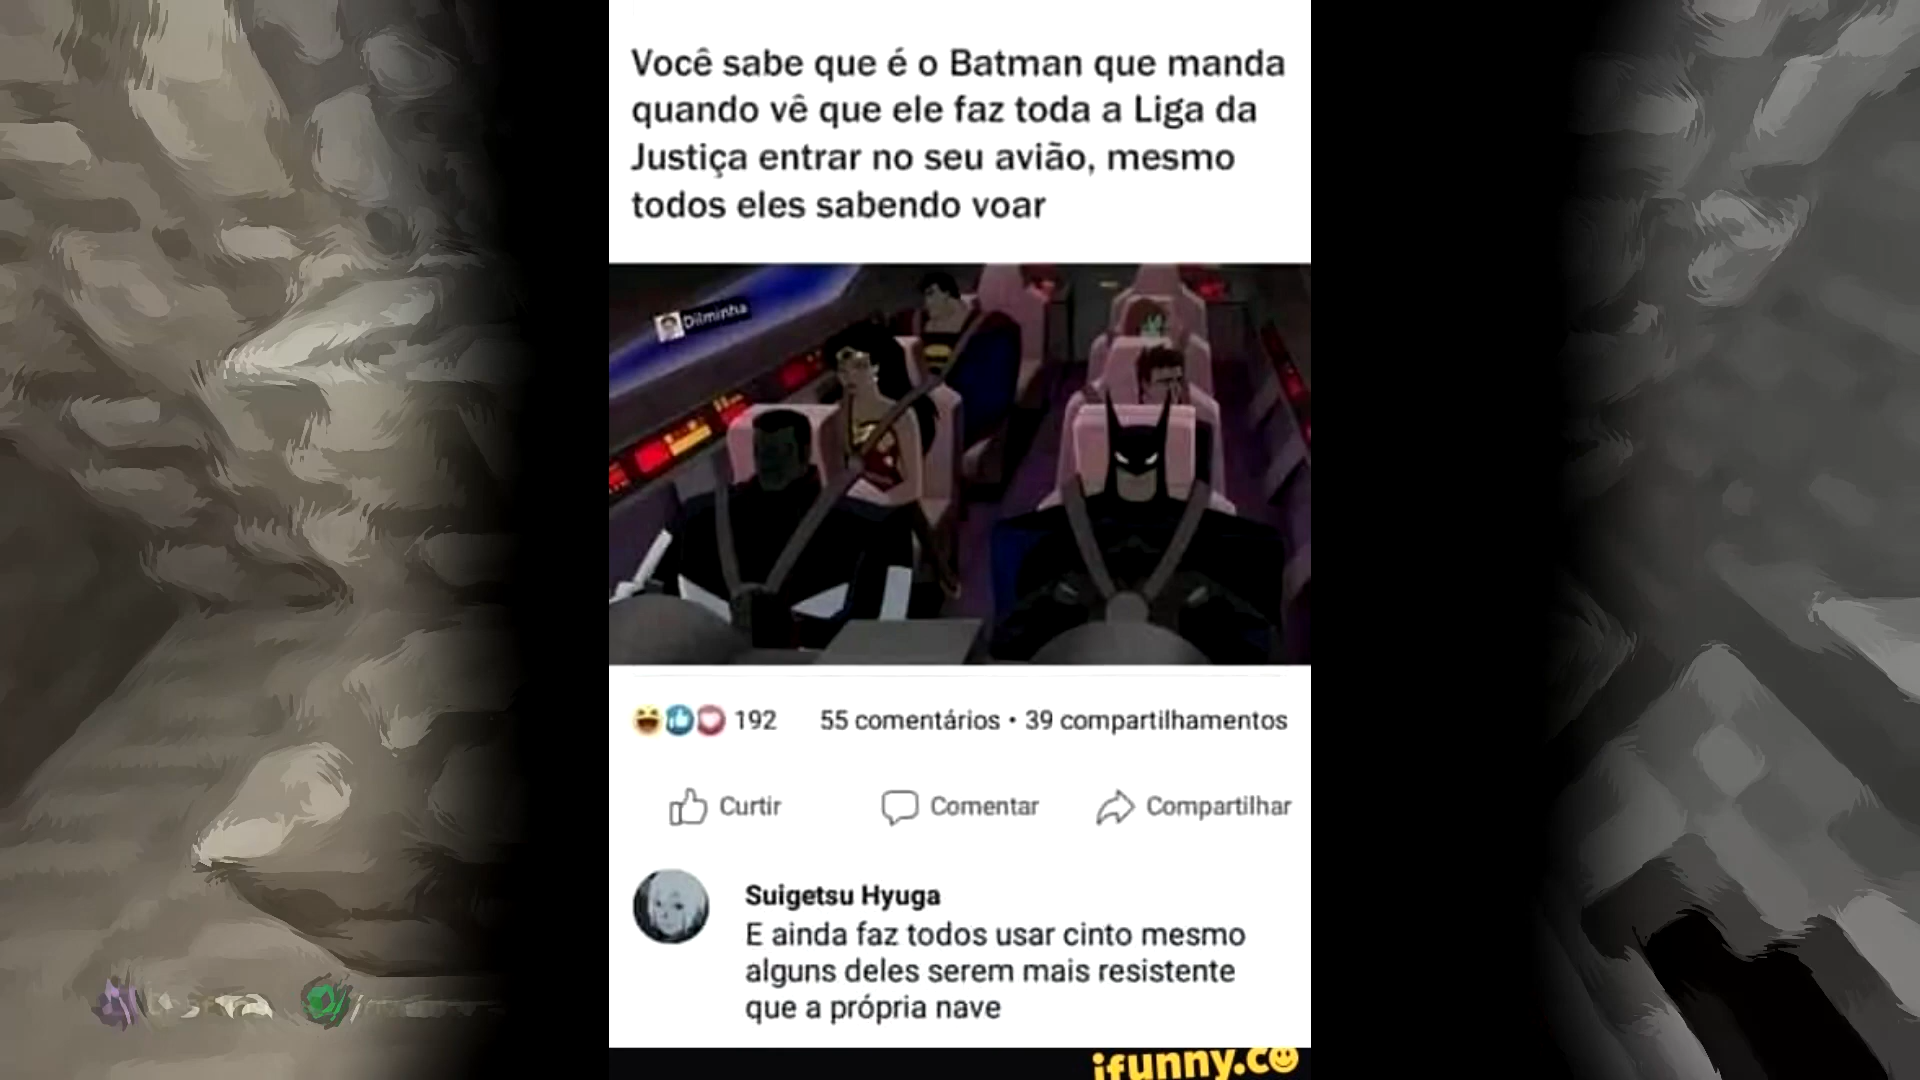 Você sabe que é o Batman que manda
quando vê que ele faz toda a Liga da
Justiça entrar no seu avião, mesmo
todos eles sabendo voar
Dilminha
192 55 comentários • 39 compartilhamentos
Curtir Comentar Compartilhar
Suigetsu Hyuga
E ainda faz todos usar cinto mesmo
alguns deles serem mais resistente
que a própria nave
ifunny.co